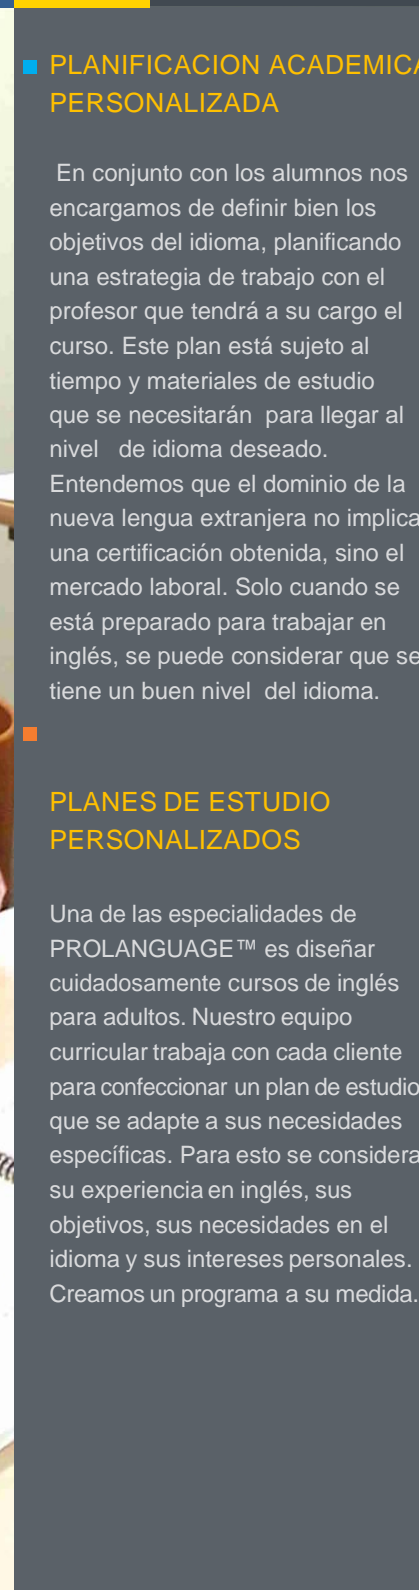 PLANIFICACION ACADEMICA
PERSONALIZADA
En conjunto con los alumnos nos
encargamos de definir bien los
objetivos del idioma, planificando
una estrategia de trabajo con el
profesor que tendrá a su cargo el
curso. Este plan está sujeto al
tiempo y materiales de estudio
que se necesitarán para llegar al
nivel de idioma deseado.
Entendemos que el dominio de la
nueva lengua extranjera no implica
una certificación obtenida, sino el
mercado laboral. Solo cuando se
está preparado para trabajar en
inglés, se puede considerar que se
tiene un buen nivel del idioma.
PLANES DE ESTUDIO
PERSONALIZADOS
Una de las especialidades de
PROLANGUAGE™ es diseñar
cuidadosamente cursos de inglés
para adultos. Nuestro equipo
curricular trabaja con cada cliente
para confeccionar un plan de estudio
que se adapte a sus necesidades
específicas. Para esto se considera
su experiencia en inglés, sus
objetivos, sus necesidades en el
idioma y sus intereses personales.
Creamos un programa a su medida.